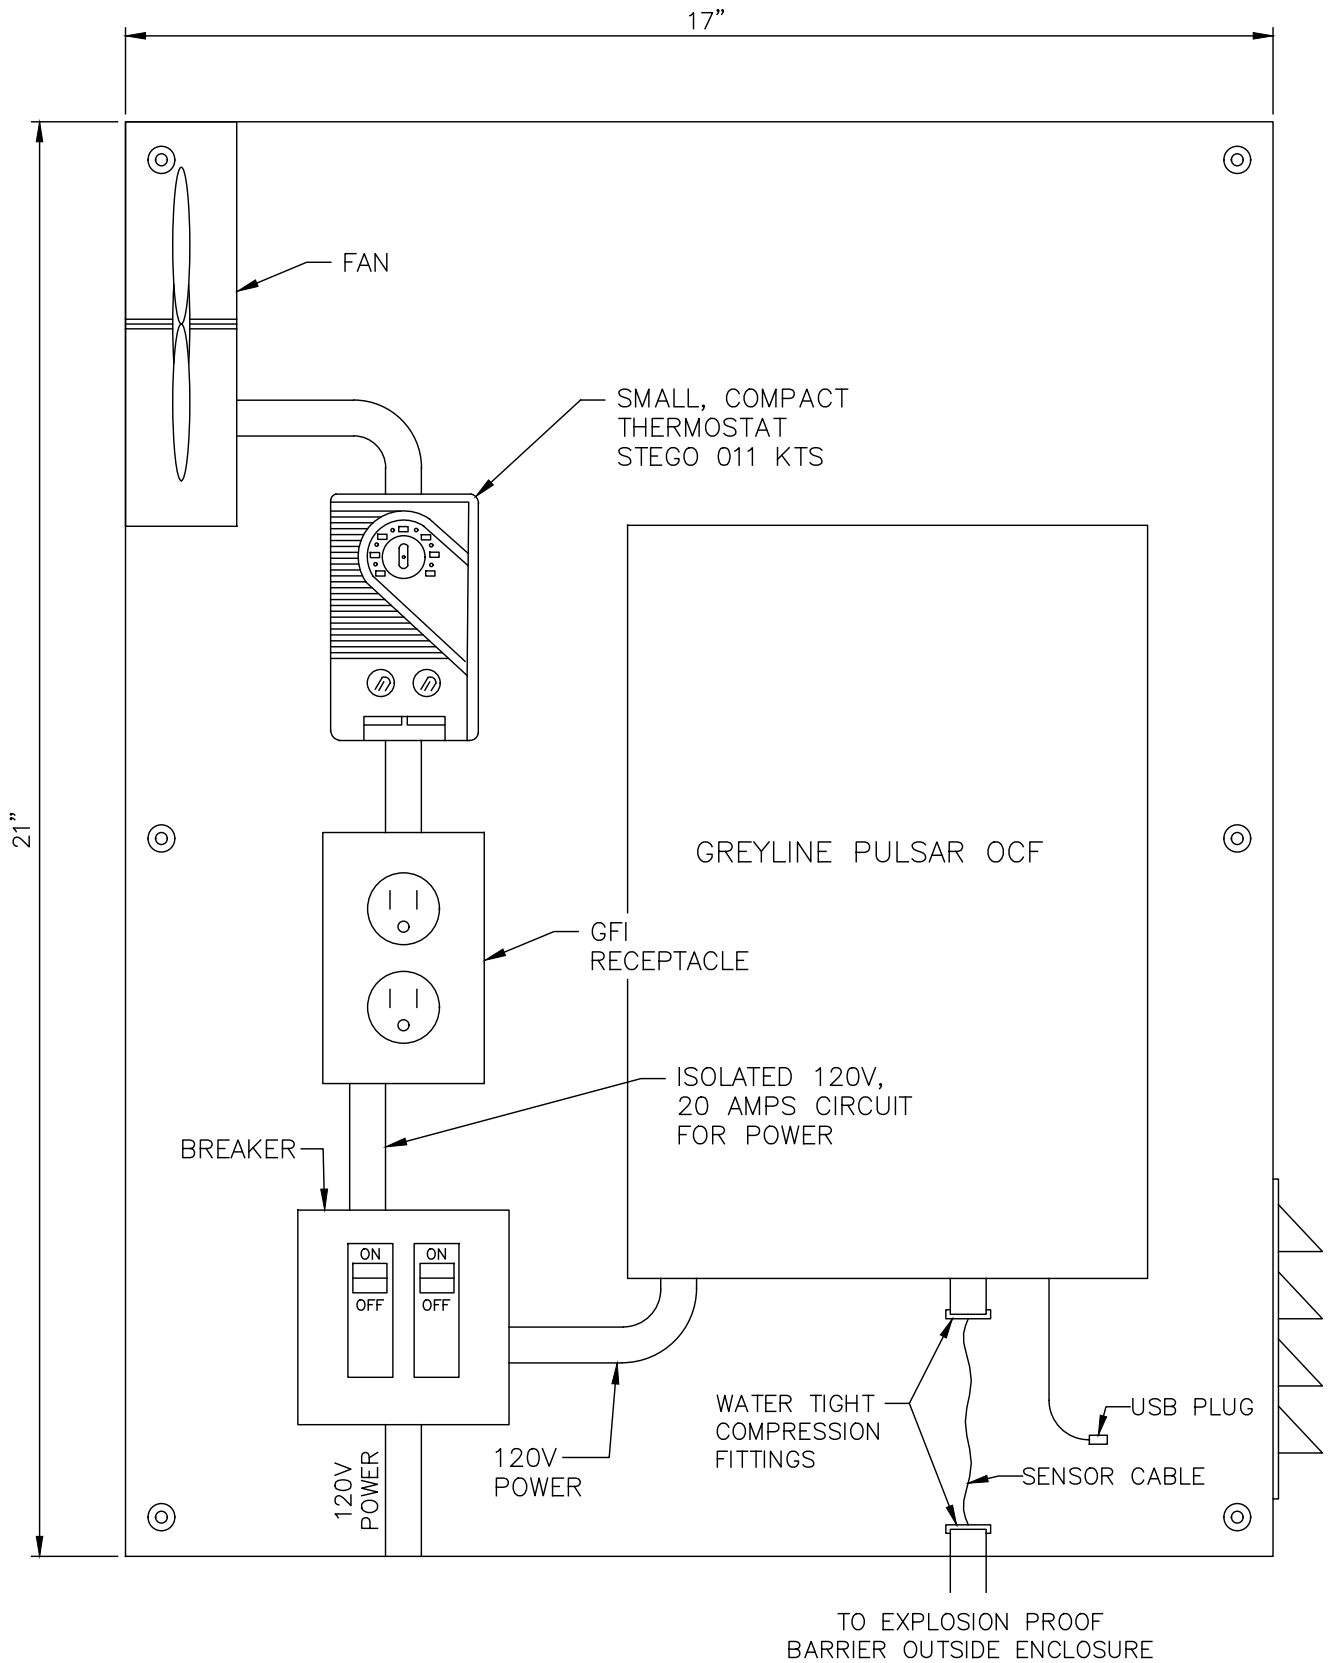 17"
FAN
SMALL, COMPACT
THERMOSTAT
STEGO 011 KTS
21"
GREYLINE PULSAR OCF
GFI
RECEPTACLE
ISOLATED 120V,
20 AMPS CIRCUIT
FOR POWER
BREAKER
ON
OFF
ON
OFF
120V
POWER
120V
POWER
WATER TIGHT
COMPRESSION
FITTINGS
USB PLUG
SENSOR CABLE
TO EXPLOSION PROOF
BARRIER OUTSIDE ENCLOSURE